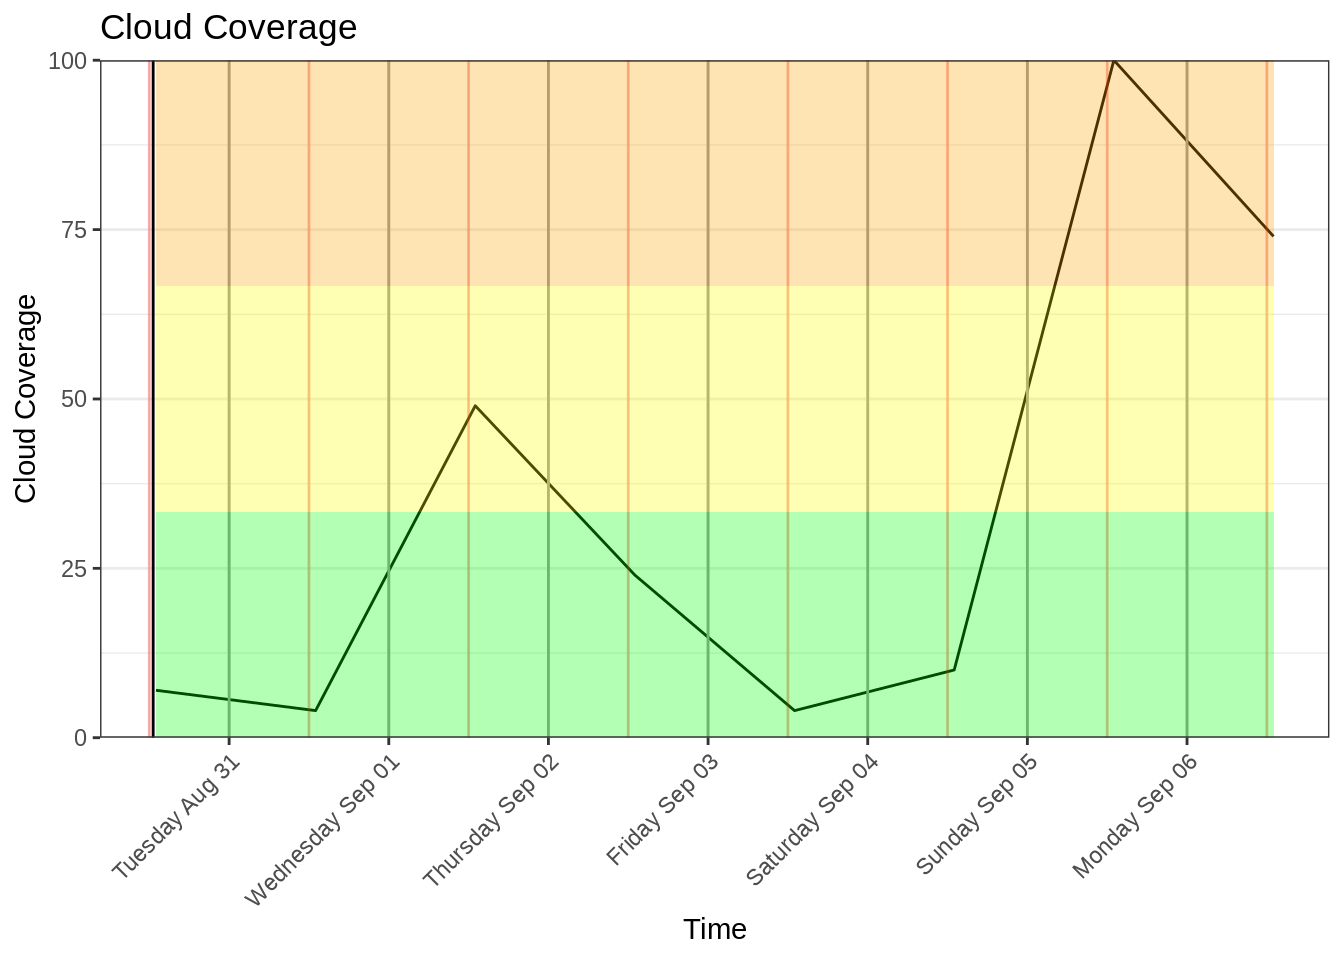 Cloud Coverage
100
75
50
25
0
Cloud Coverage
Tuesday Aug 31
Wednesday Sep 01
Thursday Sep 02
Friday Sep 03
Saturday Sep 04
Sunday Sep 05
Monday Sep 06
Time